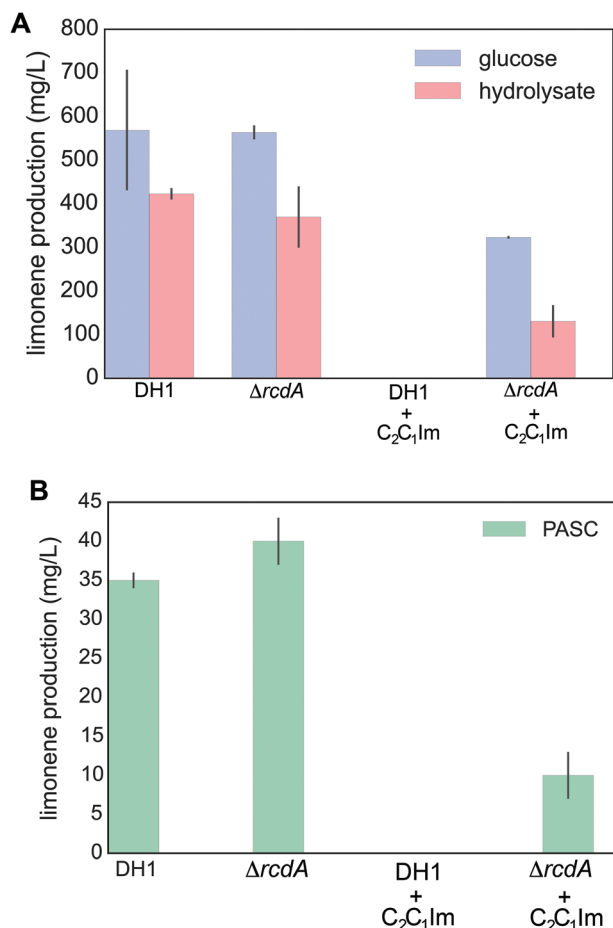 A
limonene production (mg/L)
800
700
600
500
400
300
200
100
0
glucose
hydrolysate
DH1
ΔrcdA
DH1
+
C₂C₁Im
ΔrcdA
+
C₂C₁Im
B
limonene production (mg/L)
45
40
35
30
25
20
15
10
5
0
PASC
DH1
ΔrcdA
DH1
+
C₂C₁Im
ΔrcdA
+
C₂C₁Im